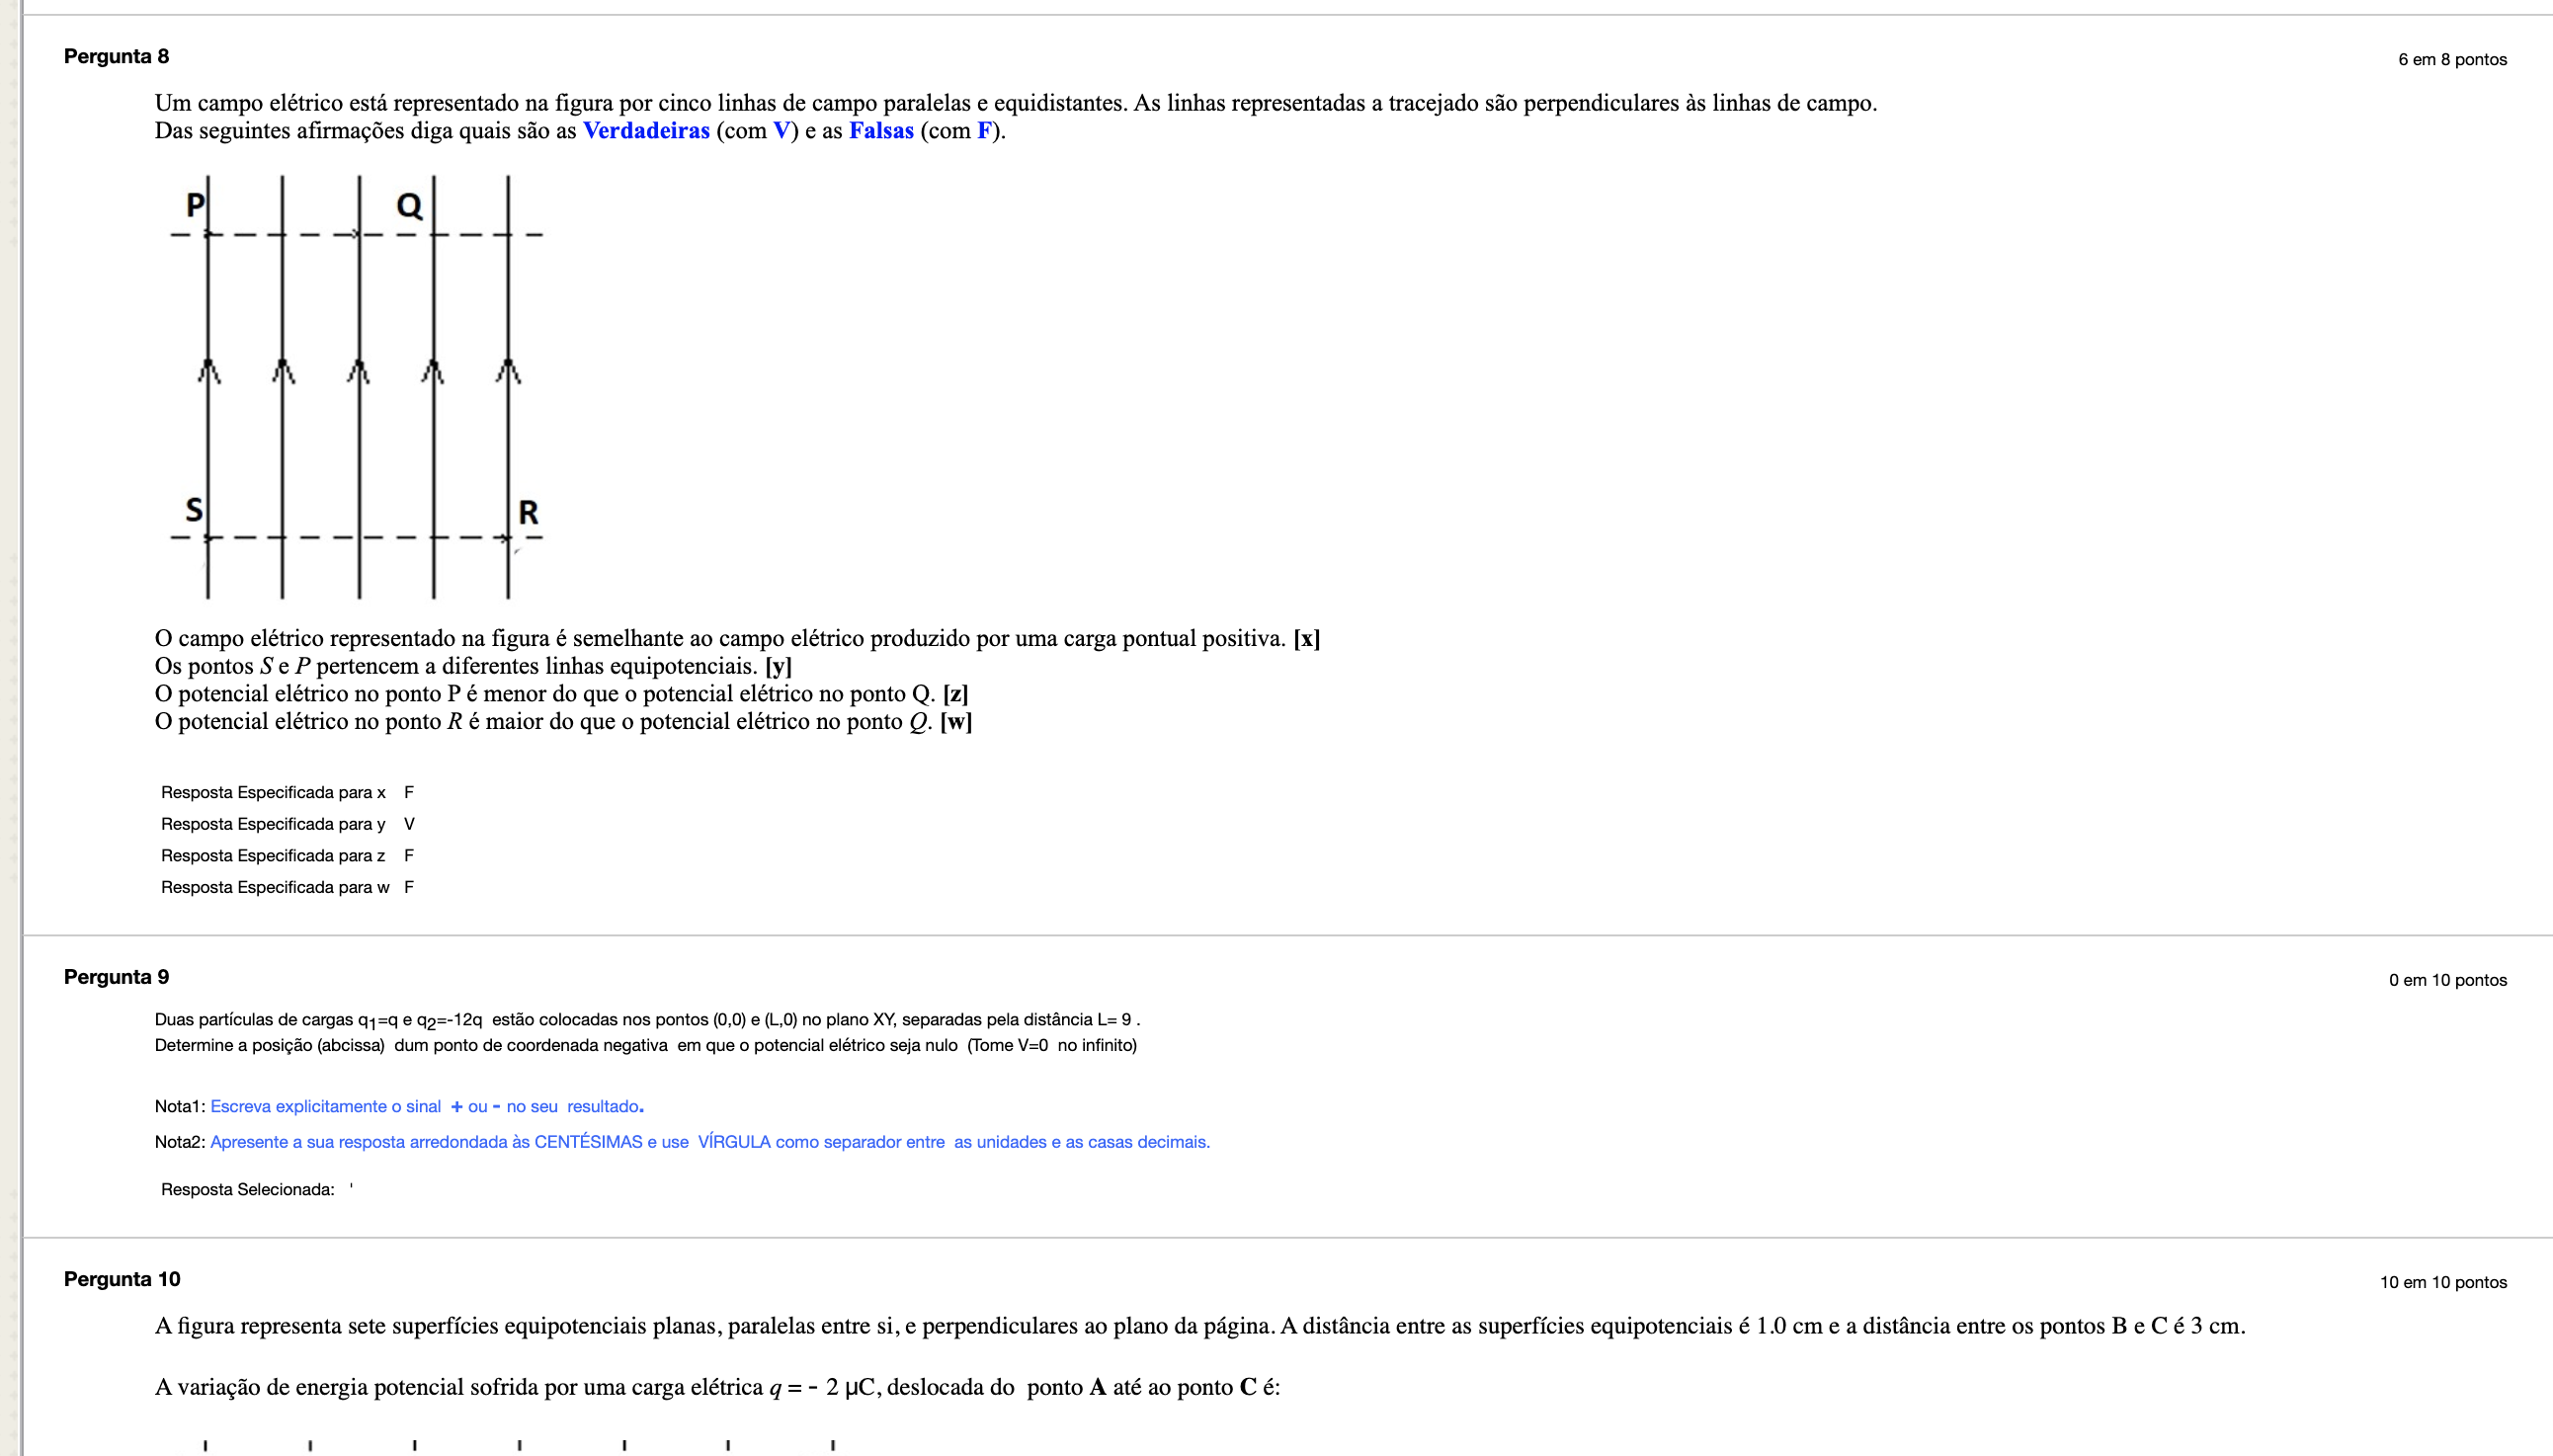 Pergunta 8
6 em 8 pontos
Um campo elétrico está representado na figura por cinco linhas de campo paralelas e equidistantes. As linhas representadas a tracejado são perpendiculares às linhas de campo.
Das seguintes afirmações diga quais são as Verdadeiras (com V) e as Falsas (com F).
P Q
S R
O campo elétrico representado na figura é semelhante ao campo elétrico produzido por uma carga pontual positiva. [x]
Os pontos S e P pertencem a diferentes linhas equipotenciais. [y]
O potencial elétrico no ponto P é menor do que o potencial elétrico no ponto Q. [z]
O potencial elétrico no ponto R é maior do que o potencial elétrico no ponto Q. [w]
Resposta Especificada para x F
Resposta Especificada para y V
Resposta Especificada para z F
Resposta Especificada para w F
Pergunta 9
0 em 10 pontos
Duas partículas de cargas q1=q e q2=-12q estão colocadas nos pontos (0,0) e (L,0) no plano XY, separadas pela distância L= 9 .
Determine a posição (abcissa) dum ponto de coordenada negativa em que o potencial elétrico seja nulo (Tome V=0 no infinito)
Nota1: Escreva explicitamente o sinal + ou - no seu resultado.
Nota2: Apresente a sua resposta arredondada às CENTÉSIMAS e use VÍRGULA como separador entre as unidades e as casas decimais.
Resposta Selecionada: '
Pergunta 10
10 em 10 pontos
A figura representa sete superfícies equipotenciais planas, paralelas entre si, e perpendiculares ao plano da página. A distância entre as superfícies equipotenciais é 1.0 cm e a distância entre os pontos B e C é 3 cm.
A variação de energia potencial sofrida por uma carga elétrica q = - 2 μC, deslocada do ponto A até ao ponto C é: